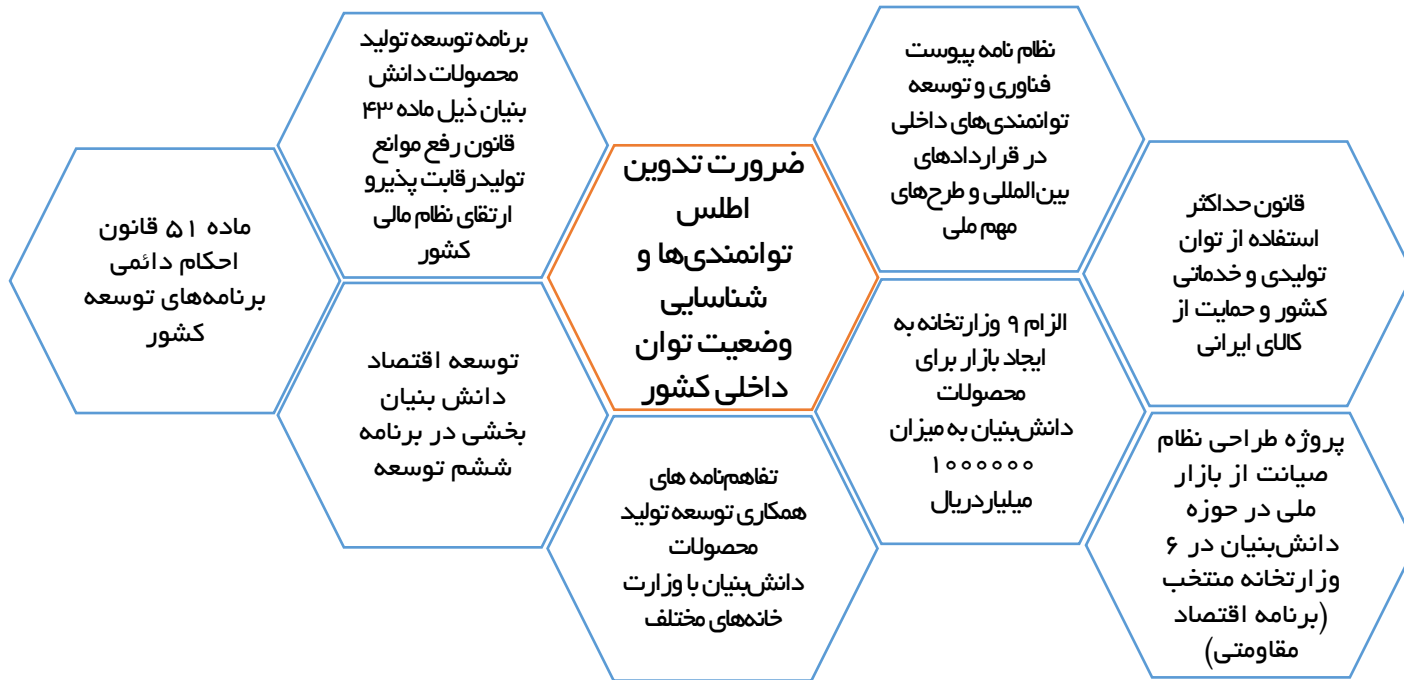 قانون حداکثر
استفاده از توان
تولیدی و خدماتی
کشور و حمایت از
کالای ایرانی
پروژه طراحی نظام
صیانت از بازار
ملی در حوزه
دانش‌بنیان در ۶
وزارتخانه منتخب
(برنامه اقتصاد
مقاومتی)
نظام نامه پیوست
فناوری و توسعه
توانمندی‌های داخلی
در قراردادهای
بین‌المللی و طرح‌های
مهم ملی
الزام ۹ وزارتخانه به
ایجاد بازار برای
محصولات
دانش‌بنیان به میزان
۱۰۰۰۰۰۰
میلیاردریال
ضرورت تدوین
اطلس
توانمندی‌ها و
شناسایی
وضعیت توان
داخلی کشور
تفاهم‌نامه های
همکاری توسعه تولید
محصولات
دانش‌بنیان با وزارت
خانه‌های مختلف
برنامه توسعه تولید
محصولات دانش
بنیان ذیل ماده ۴۳
قانون رفع موانع
تولیدرقابت پذیرو
ارتقای نظام مالی
کشور
توسعه اقتصاد
دانش بنیان
بخشی در برنامه
ششم توسعه
ماده ۵۱ قانون
احکام دائمی
برنامه‌های توسعه
کشور